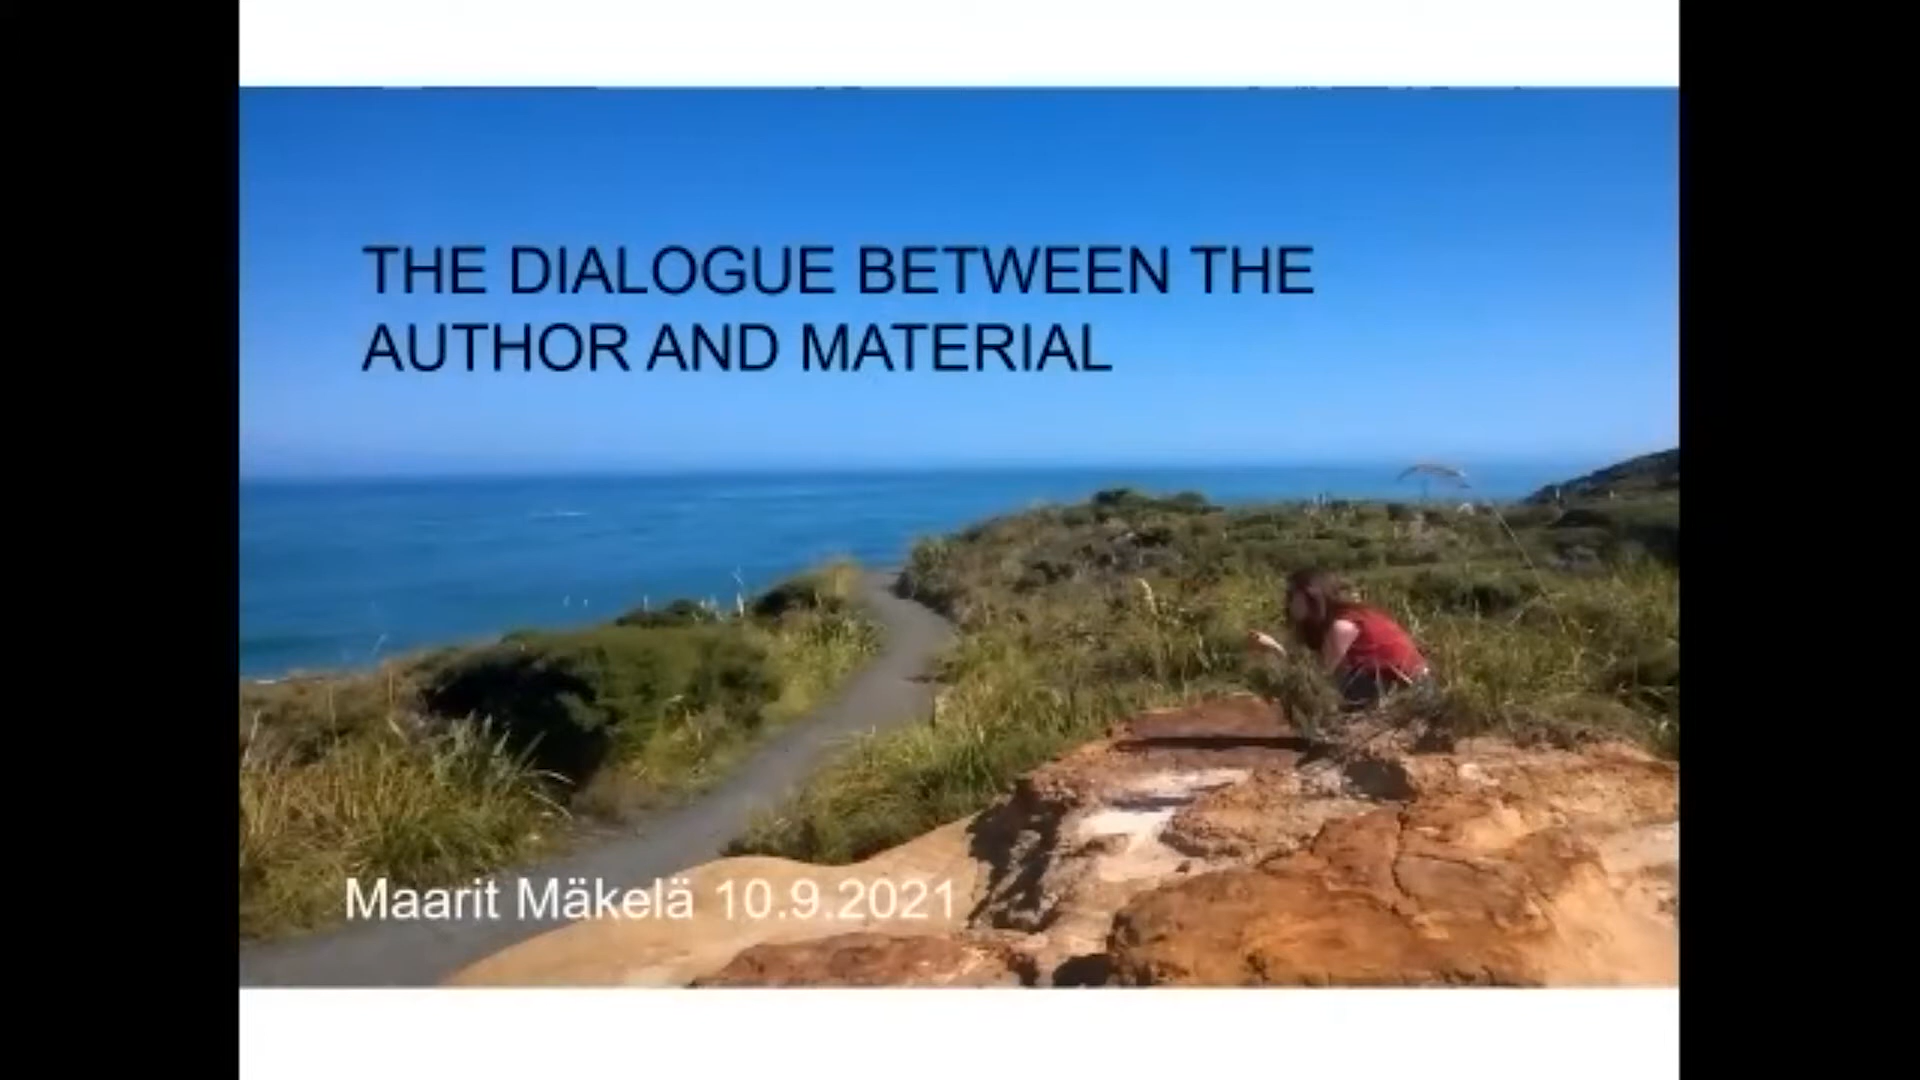 THE DIALOGUE BETWEEN THE
AUTHOR AND MATERIAL
Maarit Mäkelä 10.9.2021